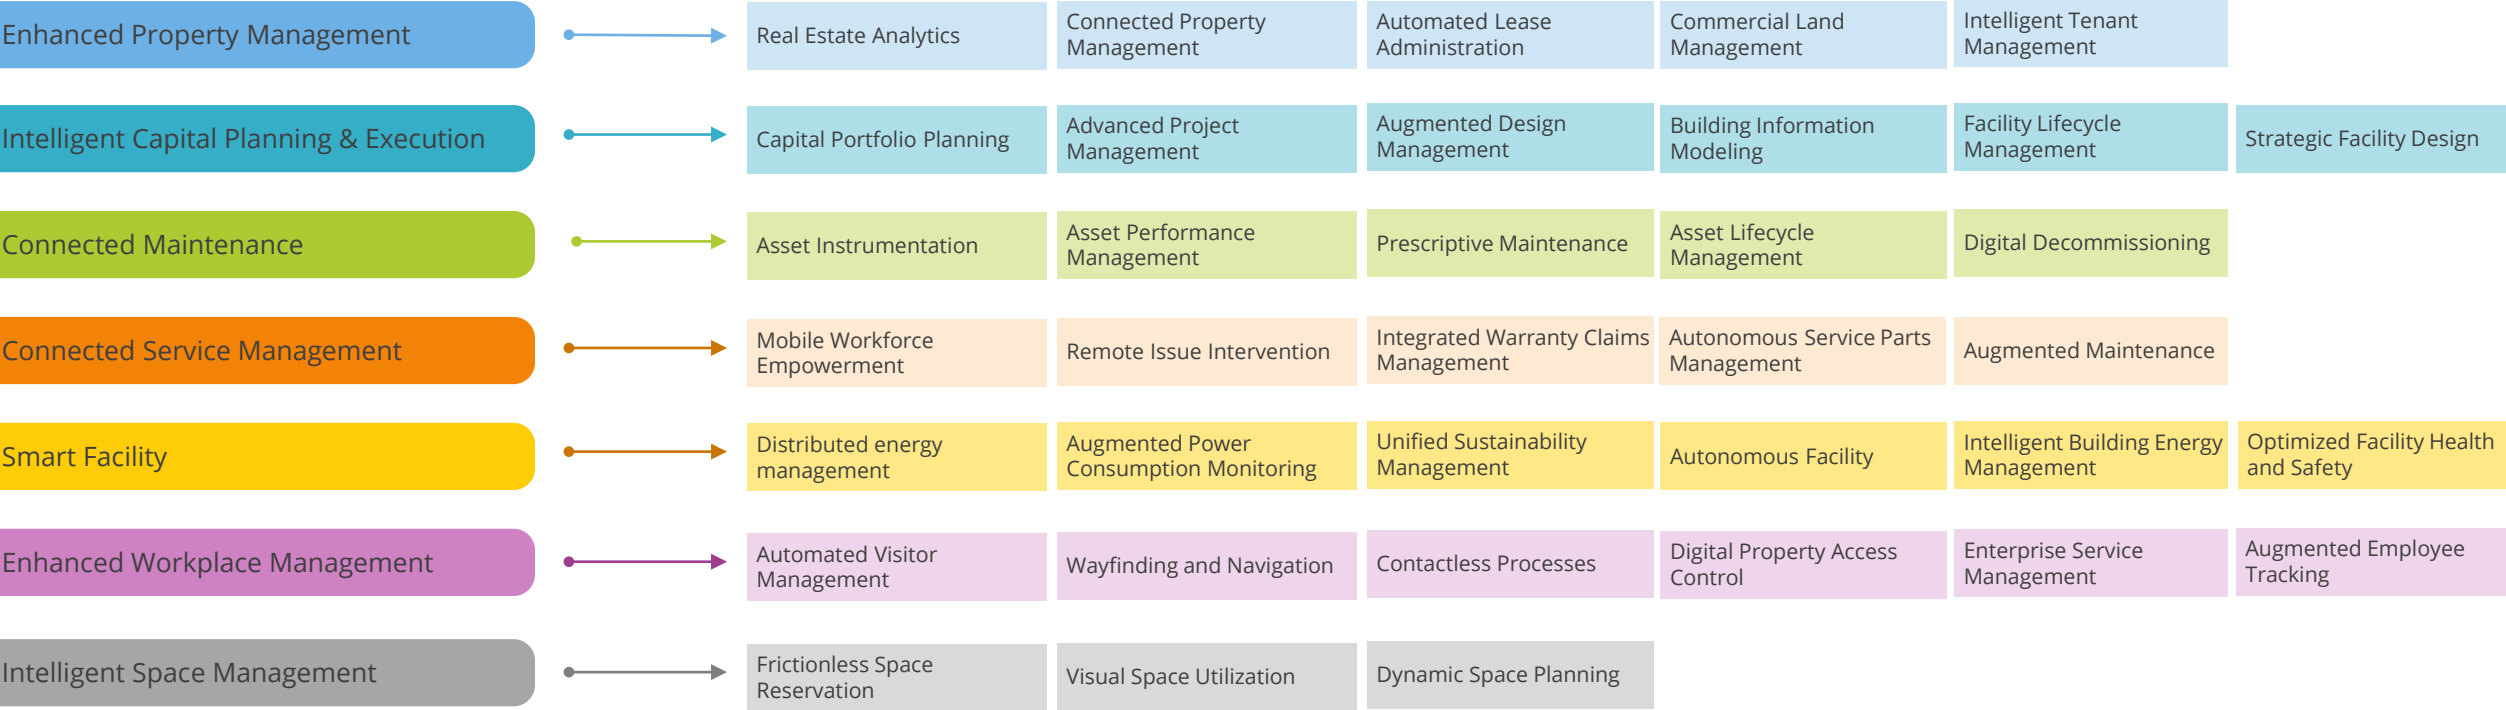 Enhanced Property Management
Real Estate Analytics
Connected Property
Management
Automated Lease
Administration
Commercial Land
Management
Intelligent Tenant
Management
Intelligent Capital Planning & Execution
Capital Portfolio Planning
Advanced Project
Management
Augmented Design
Management
Building Information
Modeling
Facility Lifecycle
Management
Strategic Facility Design
Connected Maintenance
Asset Instrumentation
Asset Performance
Management
Prescriptive Maintenance
Asset Lifecycle
Management
Digital Decommissioning
Connected Service Management
Mobile Workforce
Empowerment
Remote Issue Intervention
Integrated Warranty Claims
Management
Autonomous Service Parts
Management
Augmented Maintenance
Smart Facility
Distributed energy
management
Augmented Power
Consumption Monitoring
Unified Sustainability
Management
Autonomous Facility
Intelligent Building Energy
Management
Optimized Facility Health
and Safety
Enhanced Workplace Management
Automated Visitor
Management
Wayfinding and Navigation
Contactless Processes
Digital Property Access
Control
Enterprise Service
Management
Augmented Employee
Tracking
Intelligent Space Management
Frictionless Space
Reservation
Visual Space Utilization
Dynamic Space Planning